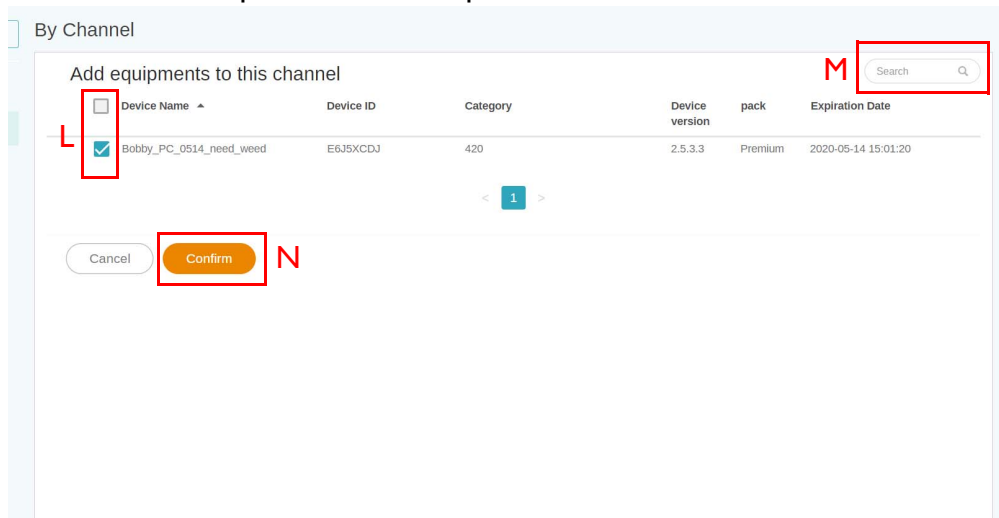 By Channel
Add equipments to this channel
M
Search
Device Name Device ID Category Device version pack Expiration Date
L
Bobby_PC_0514_need_weed E6J5XCDJ 420 2.5.3.3 Premium 2020-05-14 15:01:20
< 1 >
Cancel Confirm N